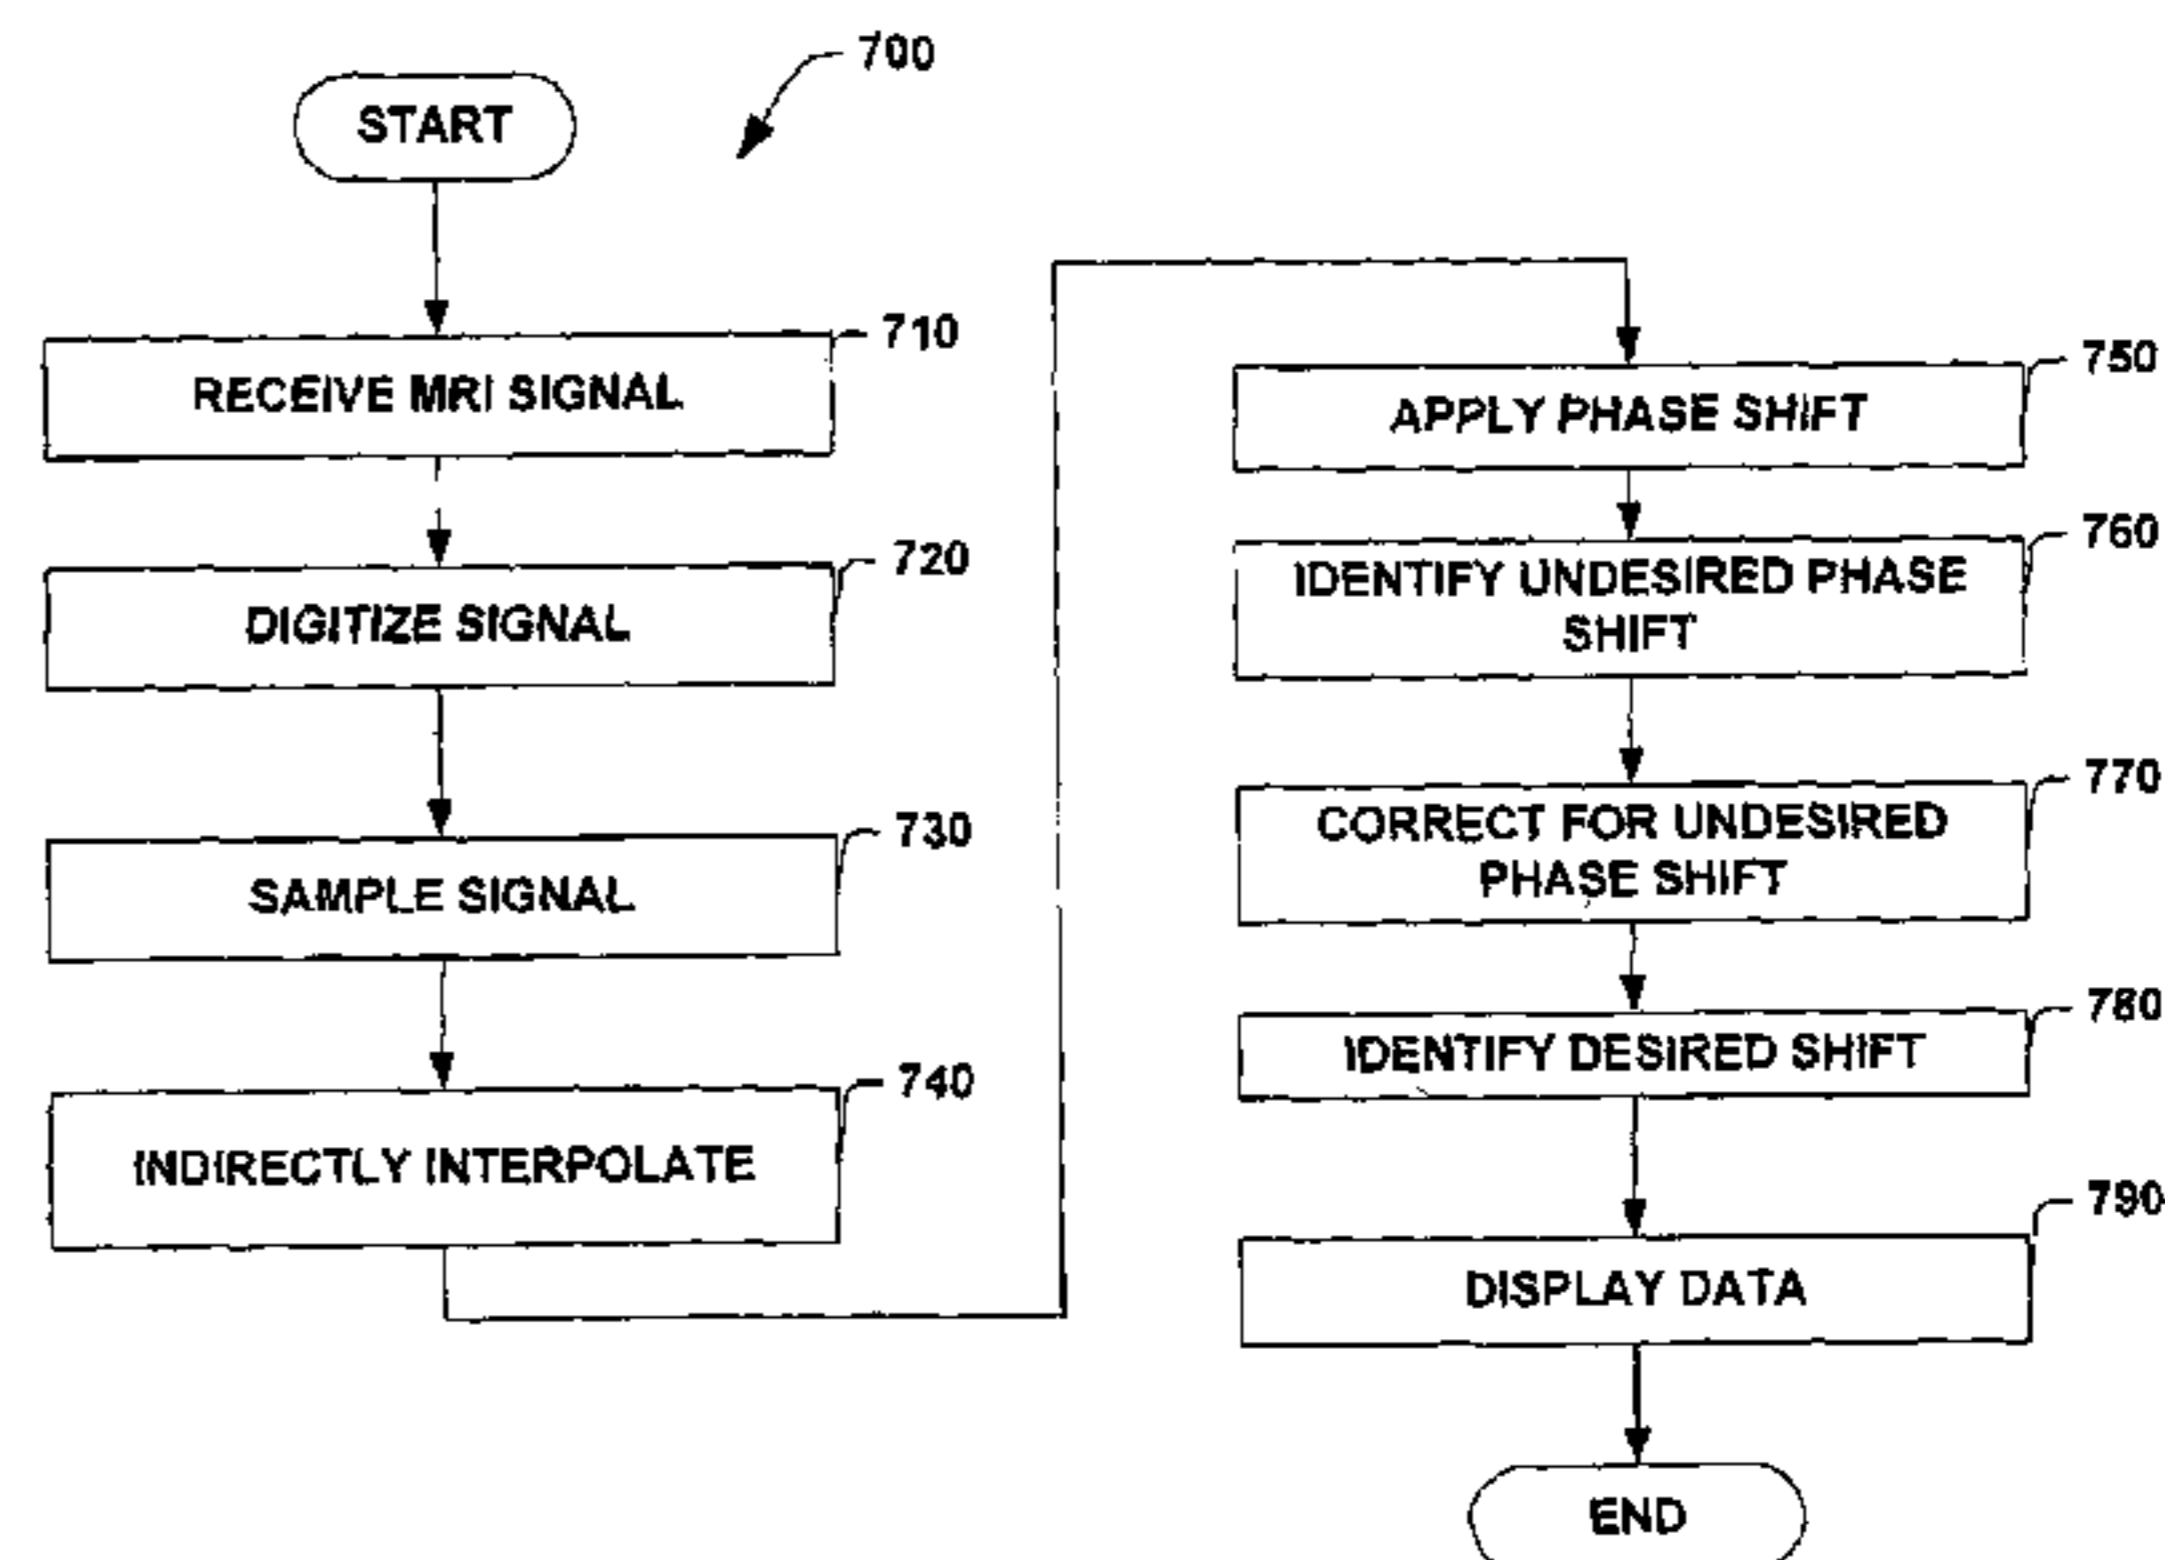 700
START
710
RECEIVE MRI SIGNAL
720
DIGITIZE SIGNAL
730
SAMPLE SIGNAL
740
INDIRECTLY INTERPOLATE
750
APPLY PHASE SHIFT
760
IDENTIFY UNDESIRED PHASE
SHIFT
770
CORRECT FOR UNDESIRED
PHASE SHIFT
780
IDENTIFY DESIRED SHIFT
790
DISPLAY DATA
END